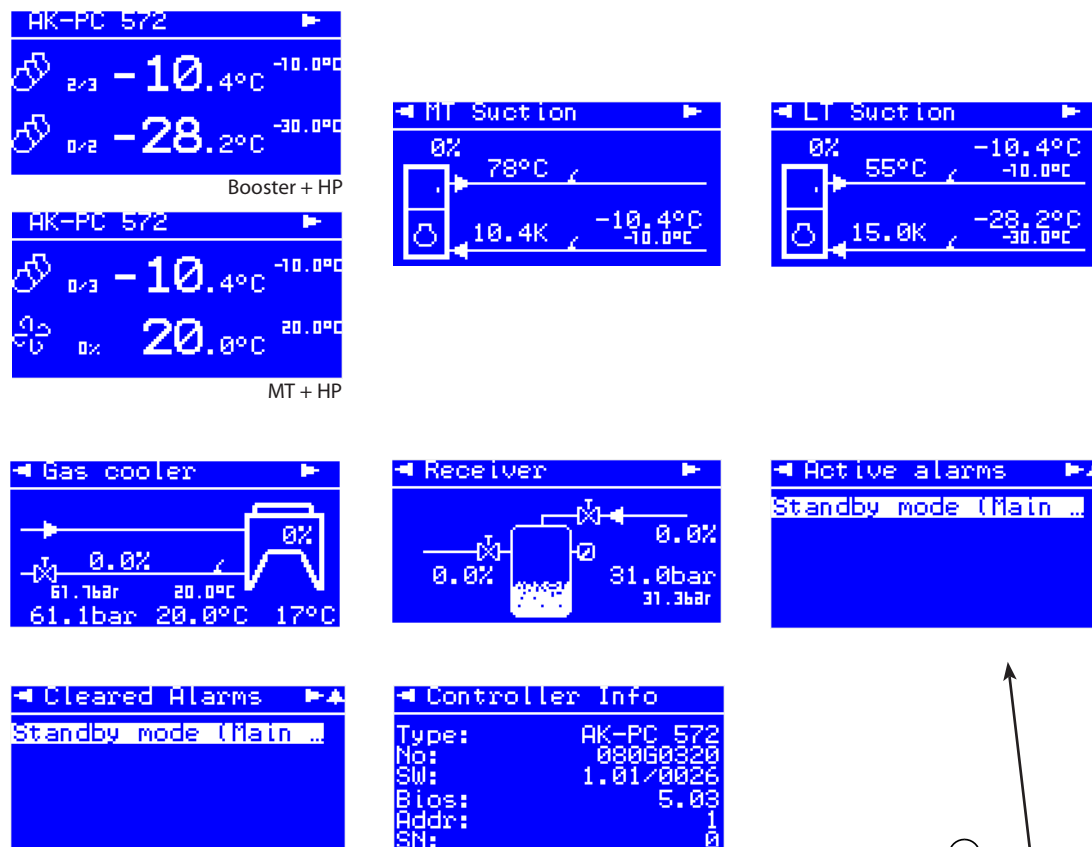 AK-PC 572
2/3 -10.4°C -10.0°C
0/2 -28.2°C -30.0°C
Booster + HP
MT Suction
0%
78°C
10.4K -10.4°C
-10.0°C
LT Suction
0% -10.4°C
55°C -10.0°C
15.0K -28.2°C
-30.0°C
AK-PC 572
0/3 -10.4°C -10.0°C
0% 20.0°C 20.0°C
MT + HP
Gas cooler
0%
0.0%
61.7bar 20.0°C
61.1bar 20.0°C 17°C
Receiver
0.0%
0.0% 31.0bar
31.3bar
Active alarms
Standby mode (Main …
Cleared Alarms
Standby mode (Main …
Controller Info
Type: AK-PC 572
No: 080G0320
SW: 1.01/0026
Bios: 5.03
Addr: 1
SN: 0